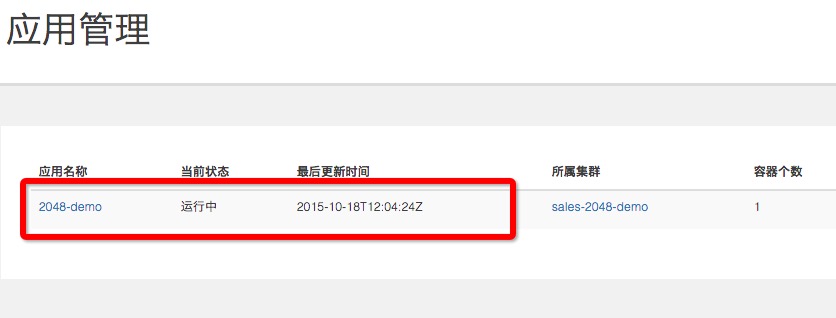 应用管理
应用名称 当前状态 最后更新时间 所属集群 容器个数
2048-demo 运行中 2015-10-18T12:04:24Z sales-2048-demo 1